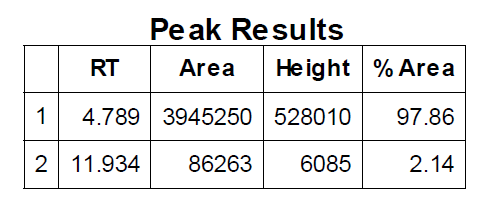 Peak Results
RT Area Height % Area
1 4.789 3945250 528010 97.86
2 11.934 86263 6085 2.14